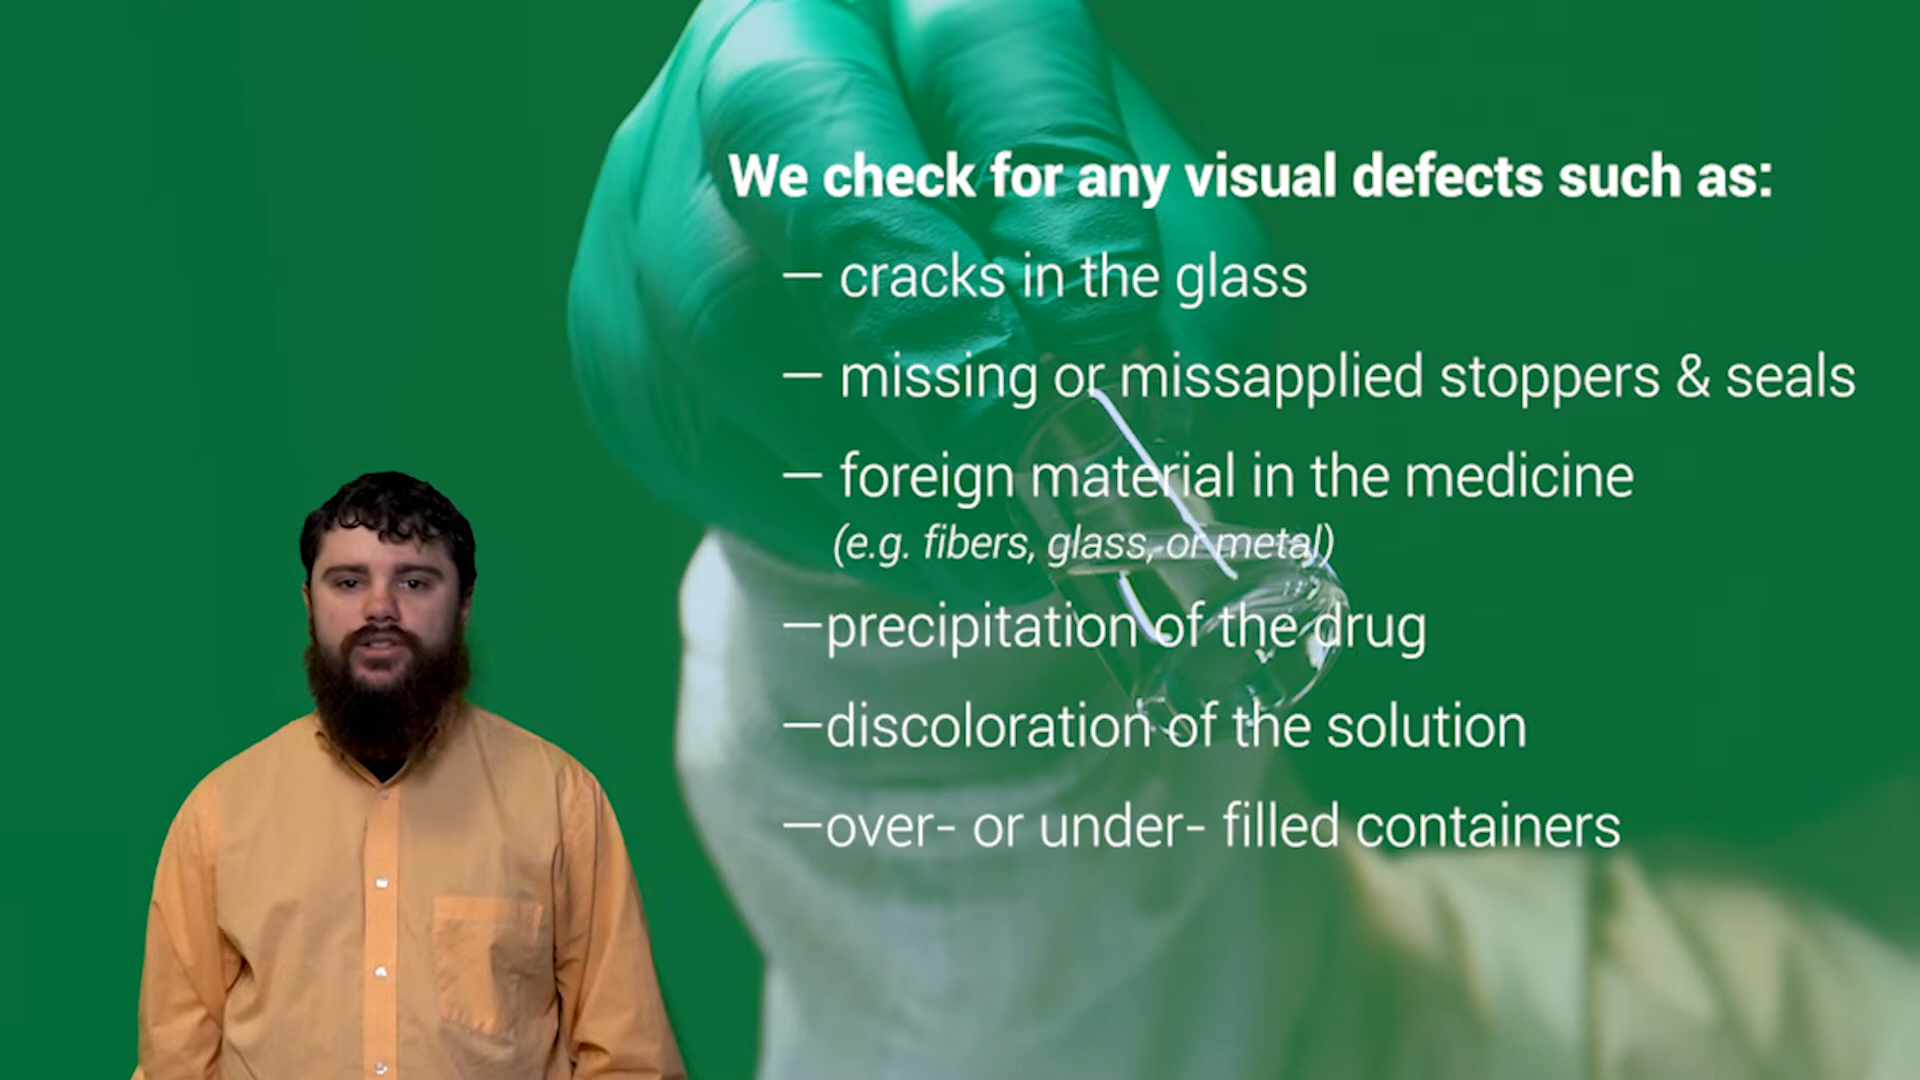 We check for any visual defects such as:
— cracks in the glass
— missing or missapplied stoppers & seals
— foreign material in the medicine
(e.g. fibers, glass, or metal)
—precipitation of the drug
—discoloration of the solution
—over- or under- filled containers